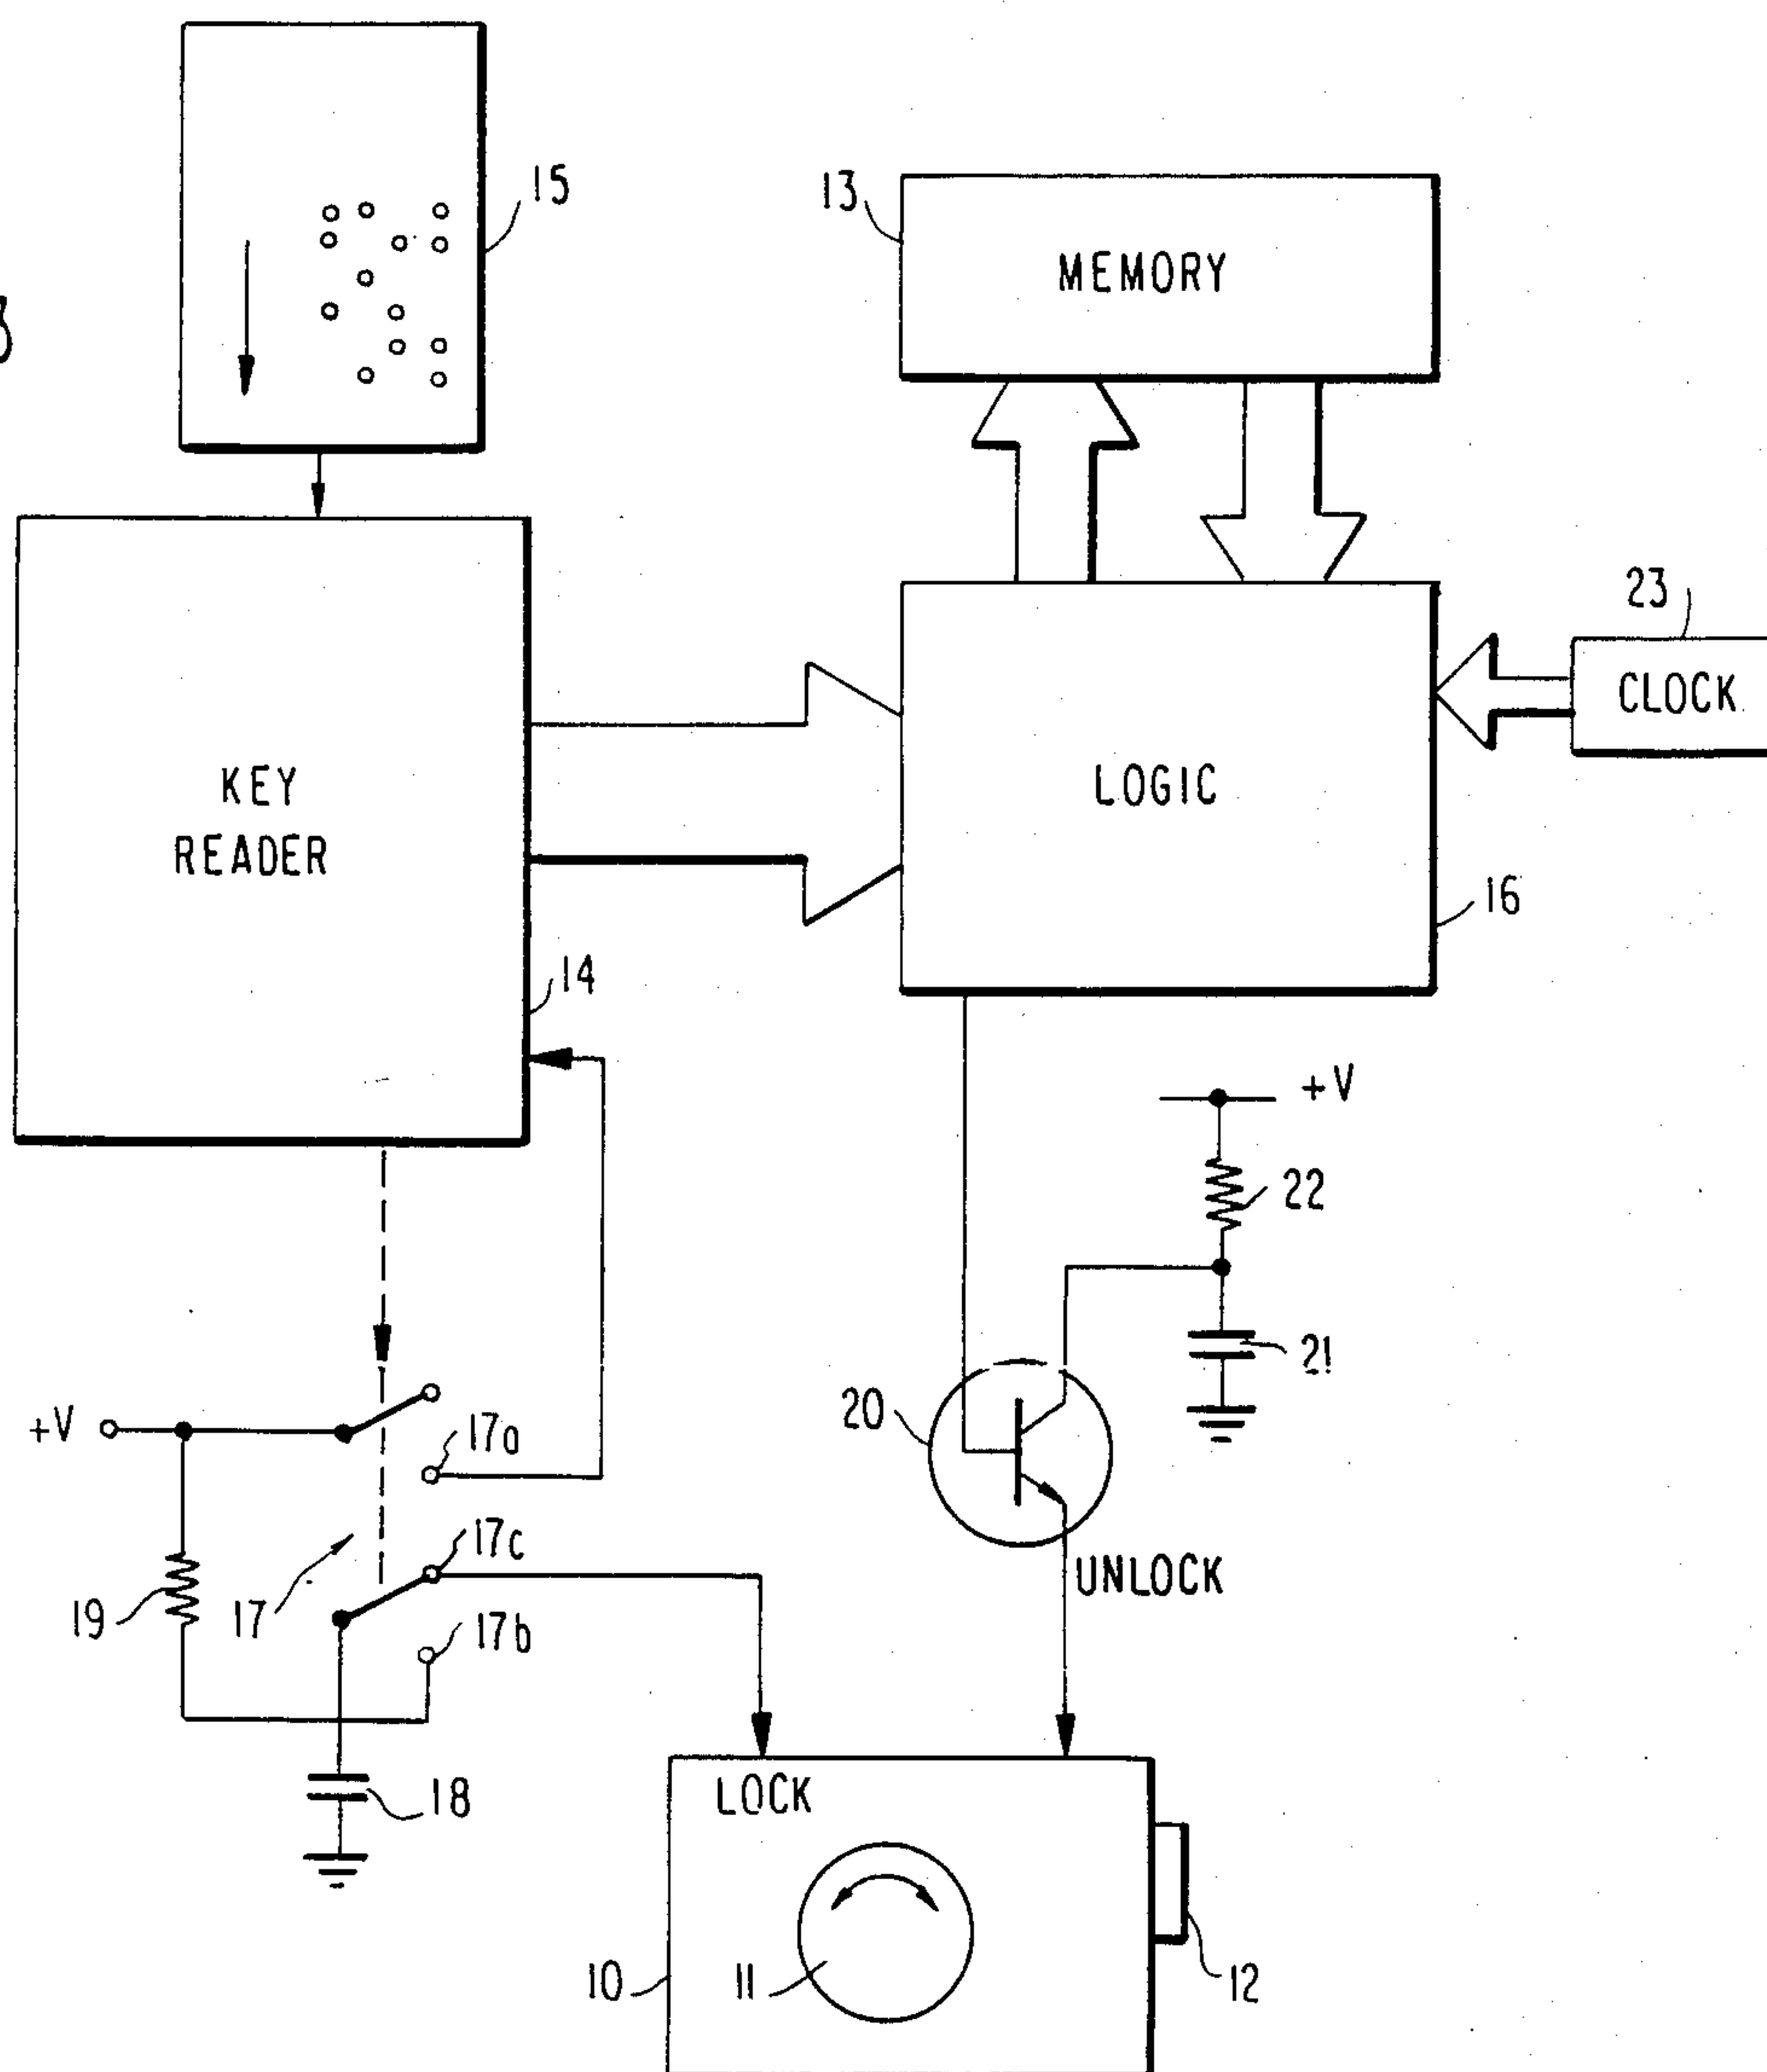 15
13
MEMORY
3
23
CLOCK
KEY
READER
LOGIC
16
14
+V
22
21
20
+V
17a
17c
UNLOCK
19
17
17b
18
LOCK
10
11
12